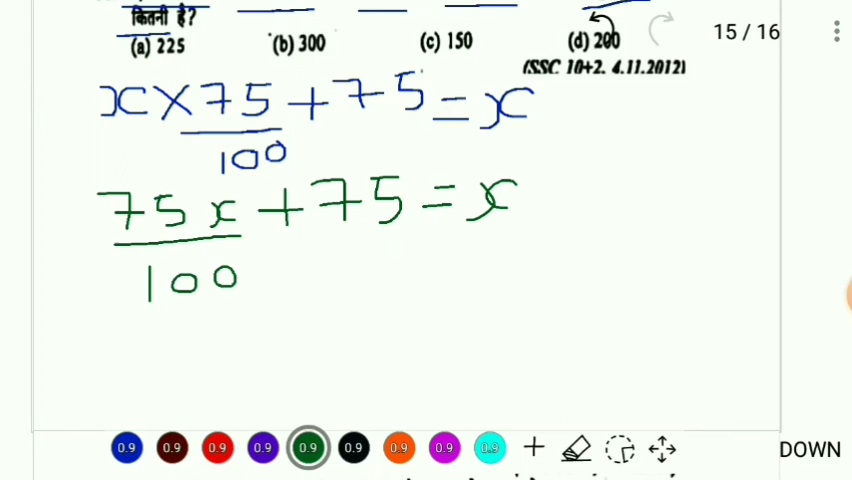 कितनी है?
(a) 225 (b) 300 (c) 150 (d) 200
15 / 16
(SSC 10+2, 4.11.2012)
x × 75/100 + 75 = x
75x/100 + 75 = x
0.9 0.9 0.9 0.9 0.9 0.9 0.9 0.9 0.9 + DOWN